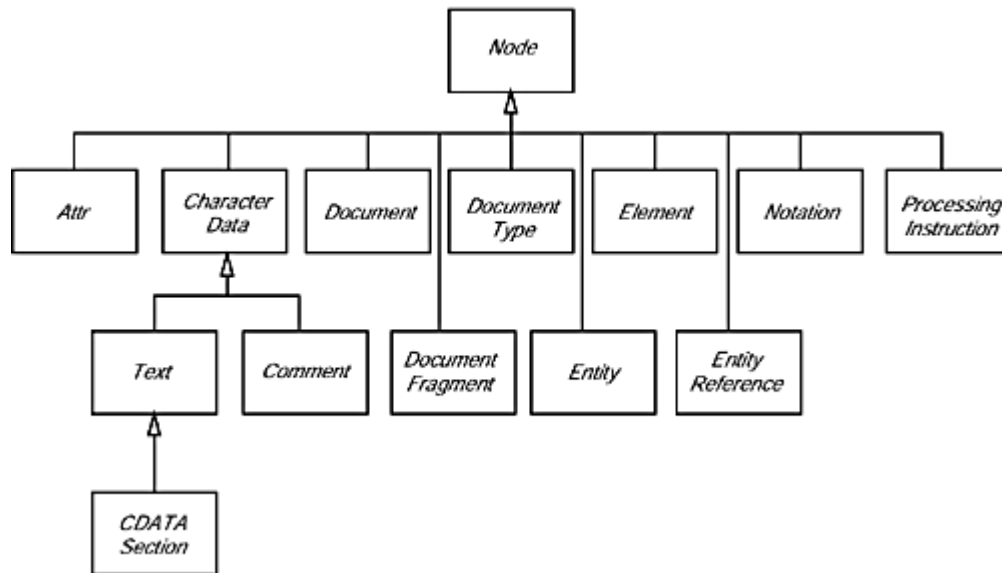 Node
Attr
Character
Data
Document
Document
Type
Element
Notation
Processing
Instruction
Text
Comment
Document
Fragment
Entity
Entity
Reference
CDATA
Section